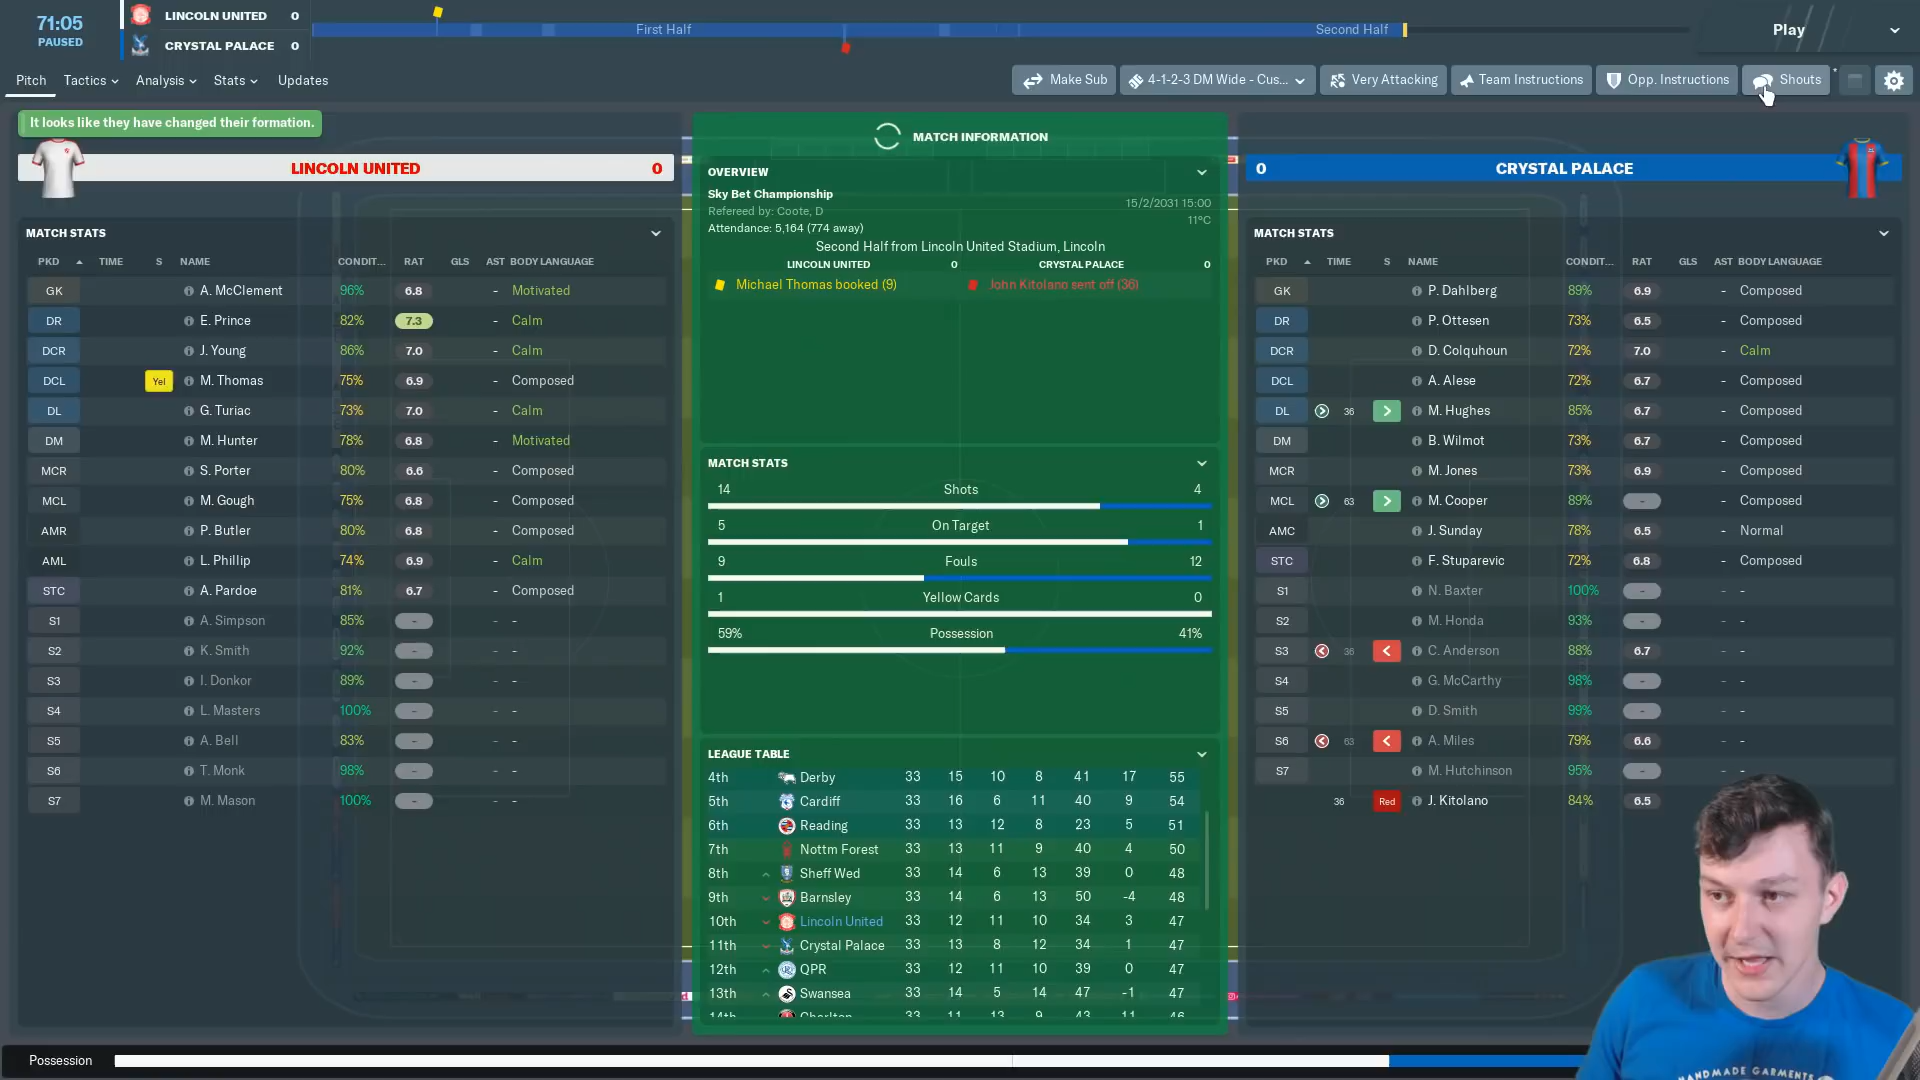 71:05
PAUSED
LINCOLN UNITED 0
CRYSTAL PALACE 0
First Half
Second Half
Play
Pitch Tactics Analysis Stats Updates
Make Sub 4-1-2-3 DM Wide - Cus... Very Attacking Team Instructions Opp. Instructions Shouts
It looks like they have changed their formation.
LINCOLN UNITED 0
MATCH STATS
PKD TIME S NAME CONDIT... RAT GLS AST BODY LANGUAGE
GK A. McClement 96% 6.8 - Motivated
DR E. Prince 82% 7.3 - Calm
DCR J. Young 86% 7.0 - Calm
DCL Yel M. Thomas 75% 6.9 - Composed
DL G. Turiac 73% 7.0 - Calm
DM M. Hunter 78% 6.8 - Motivated
MCR S. Porter 80% 6.6 - Composed
MCL M. Gough 75% 6.8 - Composed
AMR P. Butler 80% 6.8 - Composed
AML L. Phillip 74% 6.9 - Calm
STC A. Pardoe 81% 6.7 - Composed
S1 A. Simpson 85% - - -
S2 K. Smith 92% - - -
S3 I. Donkor 89% - - -
S4 L. Masters 100% - - -
S5 A. Bell 83% - - -
S6 T. Monk 98% - - -
S7 M. Mason 100% - - -
MATCH INFORMATION
OVERVIEW
Sky Bet Championship
15/2/2031 15:00
Refereed by: Coote, D
11°C
Attendance: 5,164 (774 away)
Second Half from Lincoln United Stadium, Lincoln
LINCOLN UNITED 0 CRYSTAL PALACE 0
Michael Thomas booked (9) John Kitolano sent off (36)
MATCH STATS
14 Shots 4
5 On Target 1
9 Fouls 12
1 Yellow Cards 0
59% Possession 41%
LEAGUE TABLE
4th Derby 33 15 10 8 41 17 55
5th Cardiff 33 16 6 11 40 9 54
6th Reading 33 13 12 8 23 5 51
7th Nottm Forest 33 13 11 9 40 4 50
8th Sheff Wed 33 14 6 13 39 0 48
9th Barnsley 33 14 6 13 50 -4 48
10th Lincoln United 33 12 11 10 34 3 47
11th Crystal Palace 33 13 8 12 34 1 47
12th QPR 33 12 11 10 39 0 47
13th Swansea 33 14 5 14 47 -1 47
14th Charlton 33 11 13 9 43 11 46
0 CRYSTAL PALACE
MATCH STATS
PKD TIME S NAME CONDIT... RAT GLS AST BODY LANGUAGE
GK P. Dahlberg 89% 6.9 - Composed
DR P. Ottesen 73% 6.5 - Composed
DCR D. Colquhoun 72% 7.0 - Calm
DCL A. Alese 72% 6.7 - Composed
DL 36 M. Hughes 85% 6.7 - Composed
DM B. Wilmot 73% 6.7 - Composed
MCR M. Jones 73% 6.9 - Composed
MCL 63 M. Cooper 89% - - Composed
AMC J. Sunday 78% 6.5 - Normal
STC F. Stuparevic 72% 6.8 - Composed
S1 N. Baxter 100% - - -
S2 M. Honda 93% - - -
S3 36 C. Anderson 88% 6.7 - -
S4 G. McCarthy 98% - - -
S5 D. Smith 99% - - -
S6 63 A. Miles 79% 6.6 - -
S7 M. Hutchinson 95% - - -
36 Red J. Kitolano 84% 6.5
Possession
HANDMADE GARMENTS